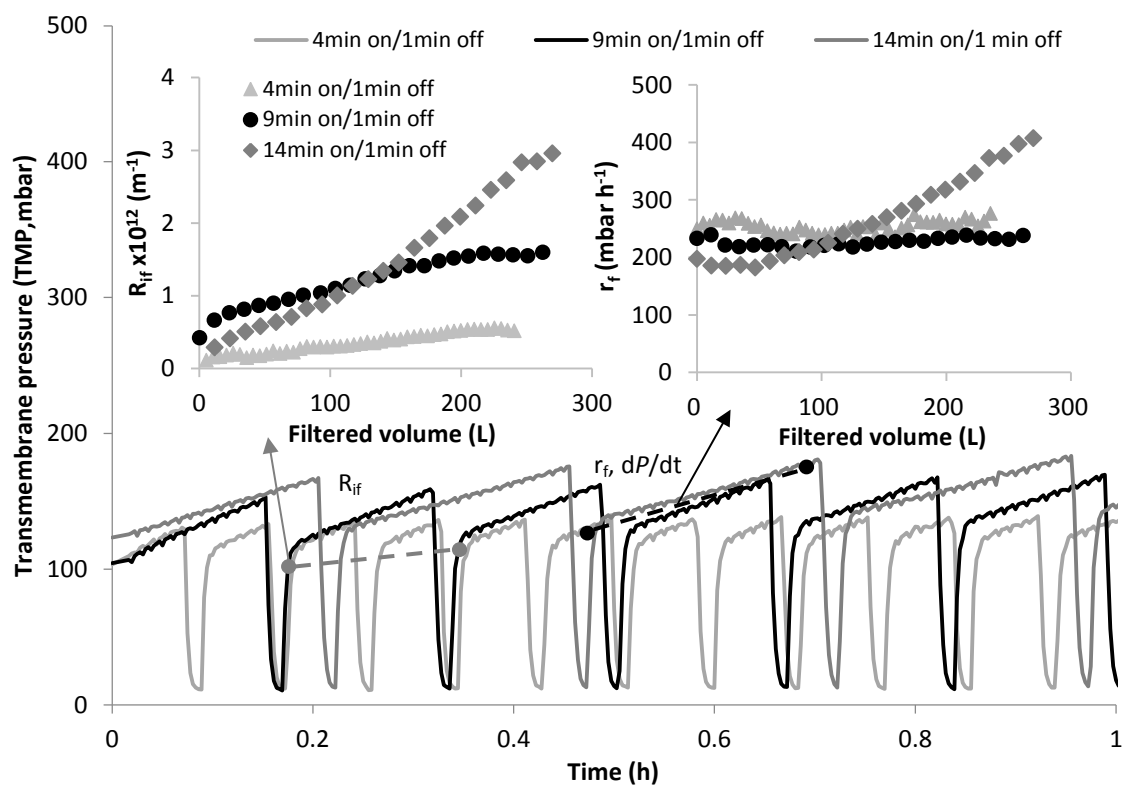 4min on/1min off 9min on/1min off 14min on/1 min off
Transmembrane pressure (TMP,mbar)
500
400
300
200
100
0
R_if x10^12 (m^-1)
4
3
2
1
0
4min on/1min off
9min on/1min off
14min on/1min off
0 100 200 300
Filtered volume (L)
r_f (mbar h^-1)
500
400
300
200
100
0
0 100 200 300
Filtered volume (L)
R_if
r_f, dP/dt
0 0.2 0.4 0.6 0.8 1
Time (h)